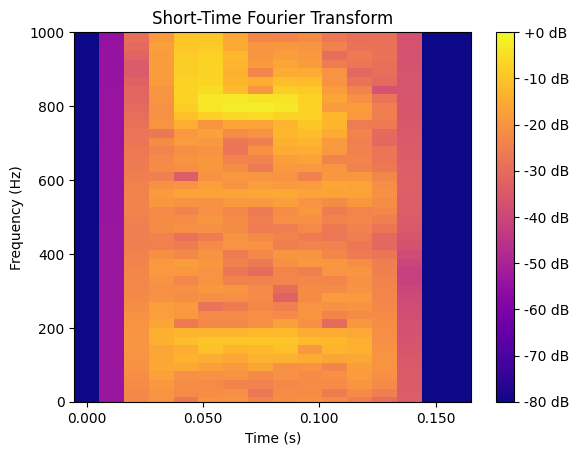 Short-Time Fourier Transform
1000
800
600
400
200
0
Frequency (Hz)
0.000
0.050
0.100
0.150
Time (s)
+0 dB
-10 dB
-20 dB
-30 dB
-40 dB
-50 dB
-60 dB
-70 dB
-80 dB